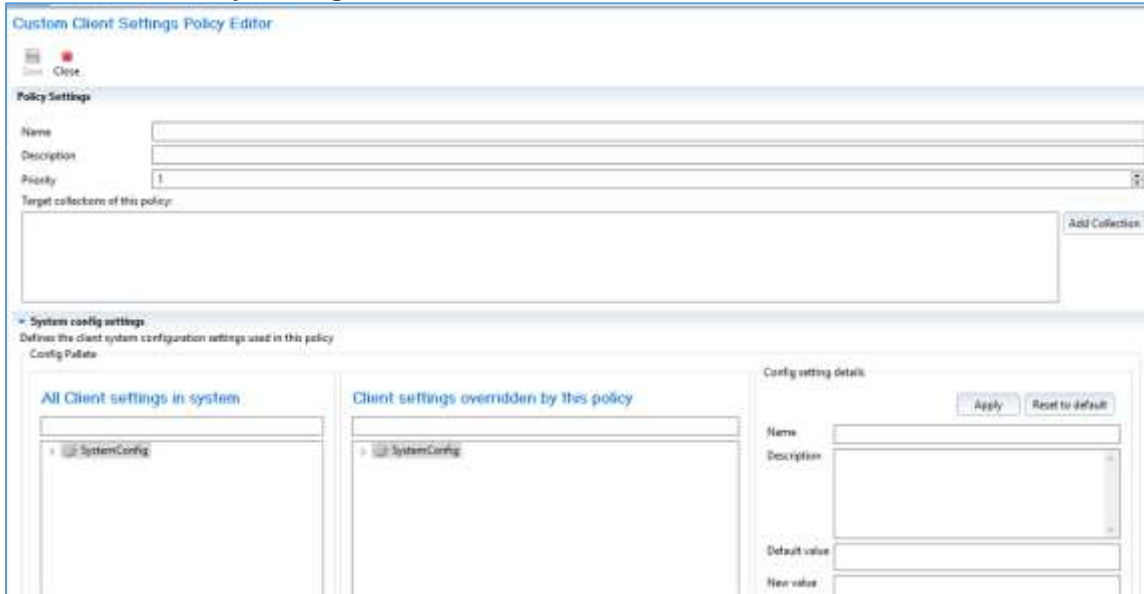 Custom Client Settings Policy Editor
Save Close
Policy Settings
Name
Description
Priority 1
Target collections of this policy:
Add Collection
System config settings
Defines the client system configuration settings used in this policy
Config Pallete
All Client settings in system
Client settings overridden by this policy
Config setting details
Apply Reset to default
SystemConfig
SystemConfig
Name
Description
Default value
New value